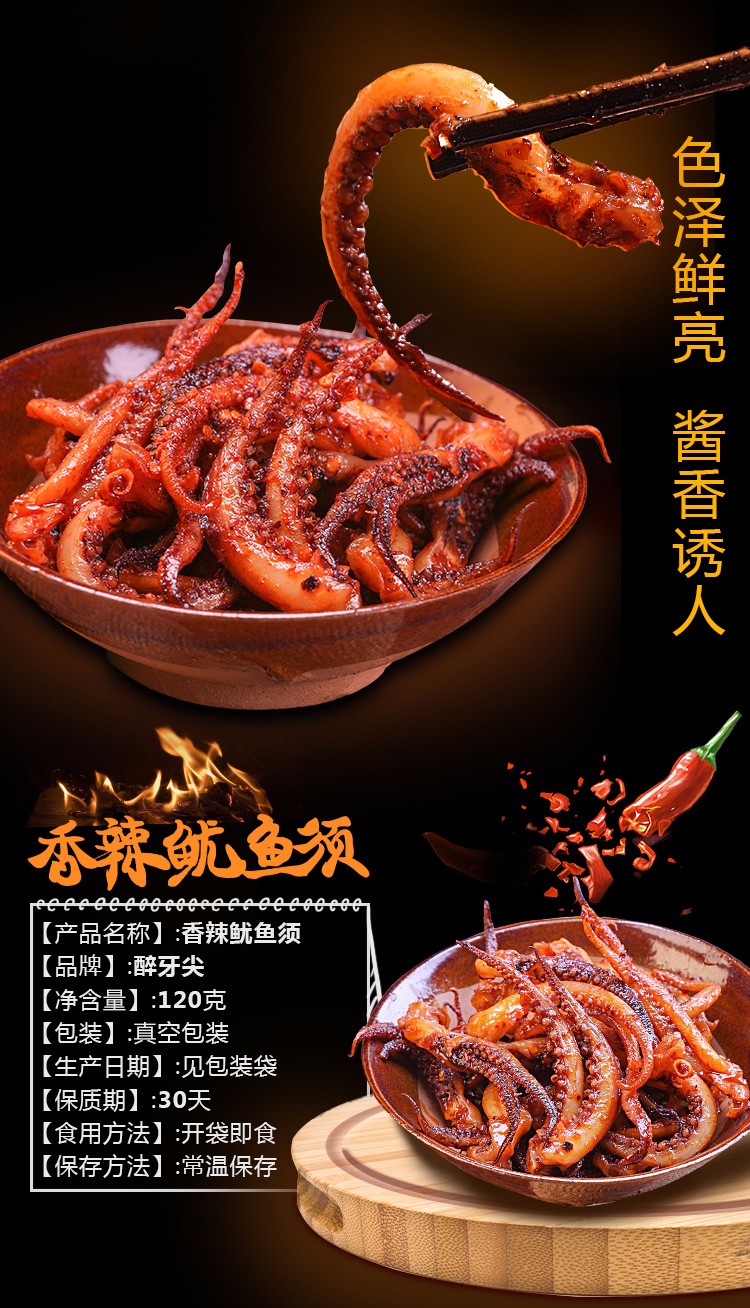 色泽鲜亮 酱香诱人
香辣鱿鱼须
【产品名称】:香辣鱿鱼须
【品牌】:醉牙尖
【净含量】:120克
【包装】:真空包装
【生产日期】:见包装袋
【保质期】:30天
【食用方法】:开袋即食
【保存方法】:常温保存